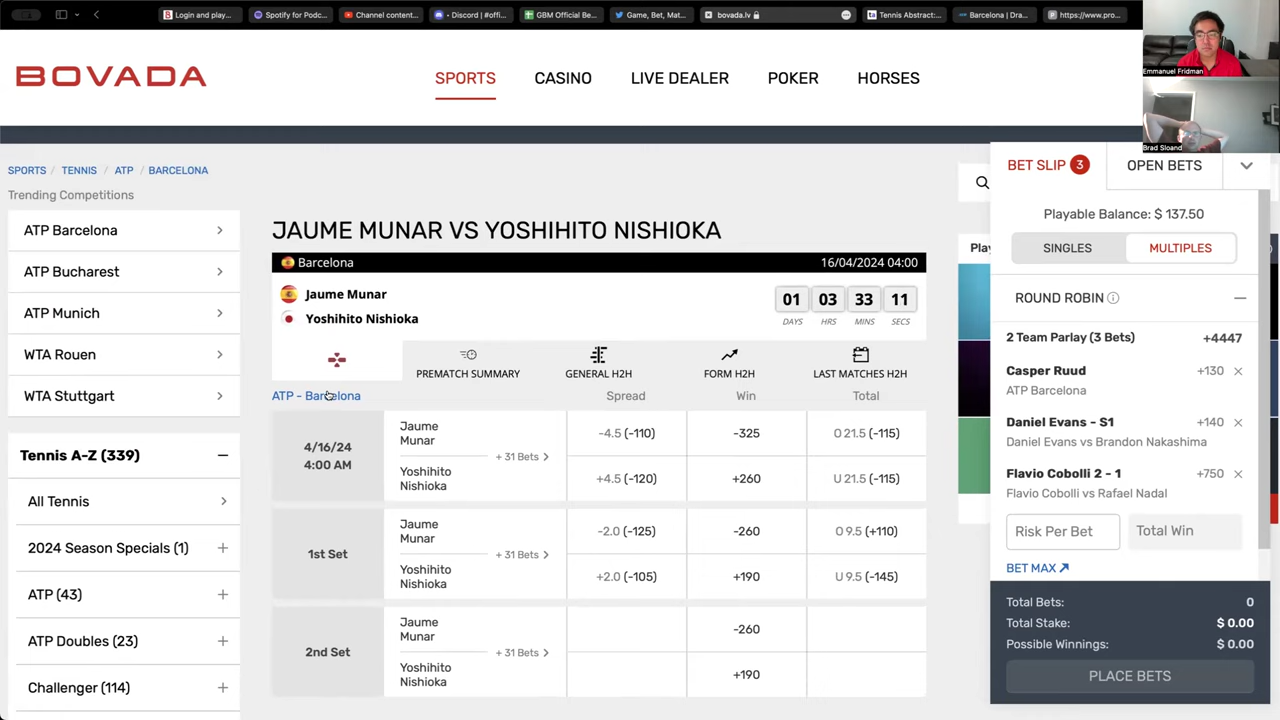 Login and play...
Spotify for Podc...
Channel content...
Discord | #offi...
GBM Official Be...
Game, Bet, Mat...
bovada.lv
Tennis Abstract:...
Barcelona | Dra...
https://www.pro...
BOVADA
SPORTS
CASINO
LIVE DEALER
POKER
HORSES
Emmanuel Fridman
Brad Sloand
SPORTS
TENNIS
ATP
BARCELONA
Trending Competitions
ATP Barcelona
ATP Bucharest
ATP Munich
WTA Rouen
WTA Stuttgart
Tennis A-Z (339)
All Tennis
2024 Season Specials (1)
ATP (43)
ATP Doubles (23)
Challenger (114)
JAUME MUNAR VS YOSHIHITO NISHIOKA
Barcelona
16/04/2024 04:00
Jaume Munar
Yoshihito Nishioka
01 03 33 11
DAYS HRS MINS SECS
PREMATCH SUMMARY
GENERAL H2H
FORM H2H
LAST MATCHES H2H
ATP - Barcelona
Spread
Win
Total
4/16/24
4:00 AM
Jaume
Munar
+ 31 Bets
Yoshihito
Nishioka
-4.5 (-110)
-325
O 21.5 (-115)
+4.5 (-120)
+260
U 21.5 (-115)
1st Set
Jaume
Munar
+ 31 Bets
Yoshihito
Nishioka
-2.0 (-125)
-260
O 9.5 (+110)
+2.0 (-105)
+190
U 9.5 (-145)
2nd Set
Jaume
Munar
+ 31 Bets
Yoshihito
Nishioka
-260
+190
Play
BET SLIP 3
OPEN BETS
Playable Balance: $ 137.50
SINGLES
MULTIPLES
ROUND ROBIN
2 Team Parlay (3 Bets) +4447
Casper Ruud +130
ATP Barcelona
Daniel Evans - S1 +140
Daniel Evans vs Brandon Nakashima
Flavio Cobolli 2 - 1 +750
Flavio Cobolli vs Rafael Nadal
Risk Per Bet
Total Win
BET MAX
Total Bets: 0
Total Stake: $ 0.00
Possible Winnings: $ 0.00
PLACE BETS